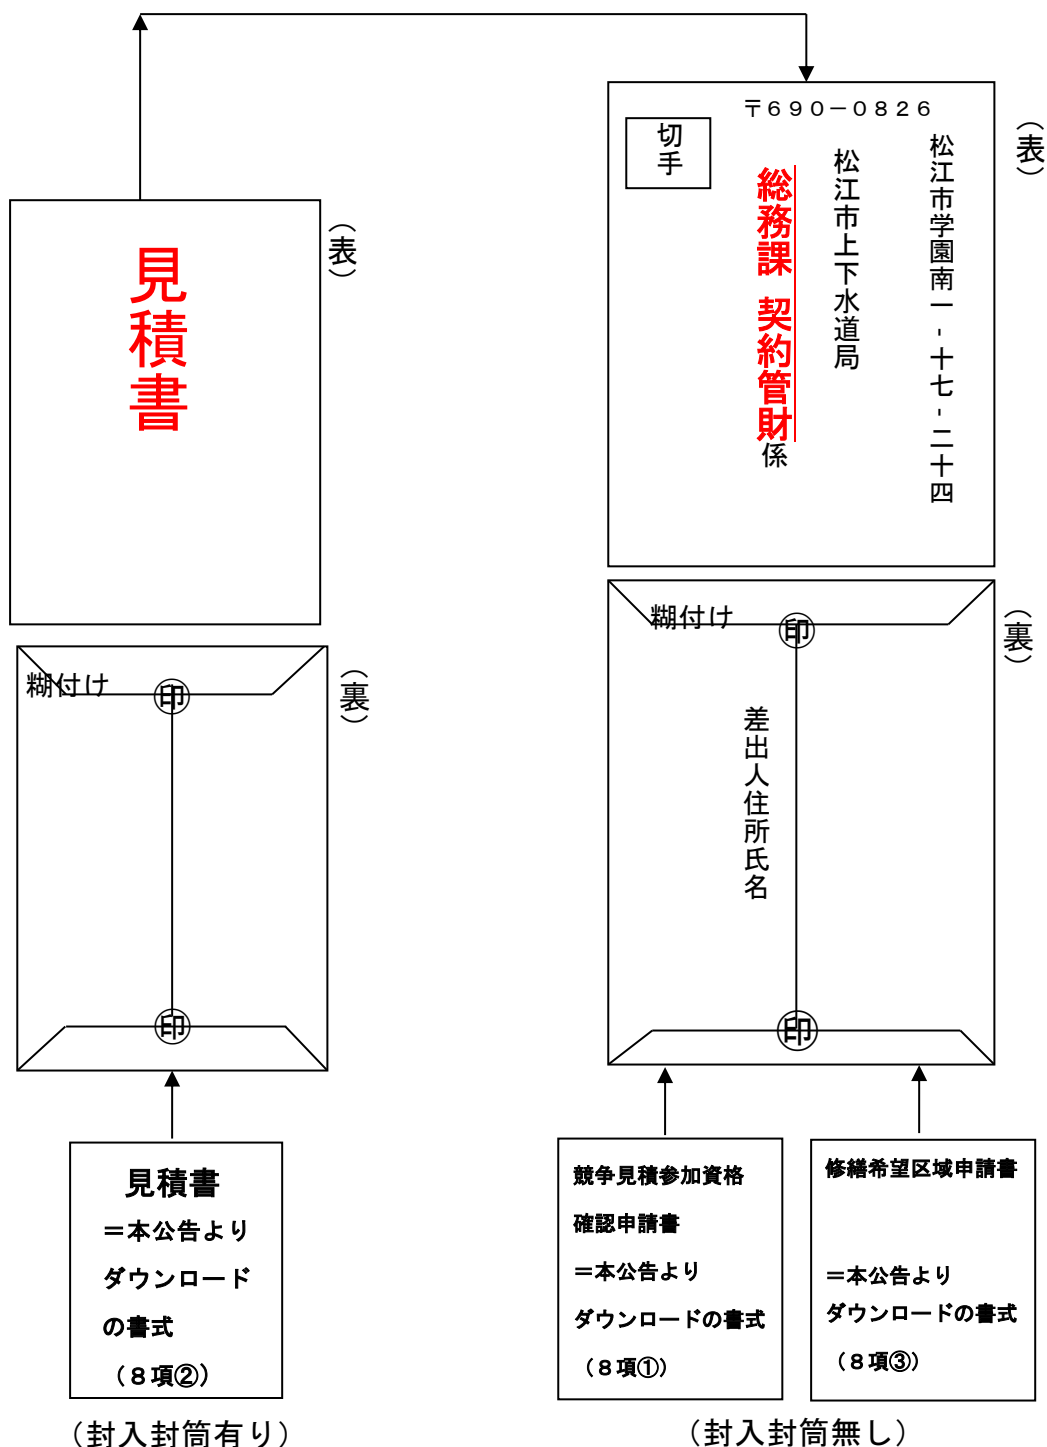 〒690－0826
切手
松江市学園南一-十七-二十四
松江市上下水道局
総務課 契約管財係
（表）
見積書
（表）
糊付け
印
差出人住所氏名
印
（裏）
糊付け
印
印
（裏）
見積書
＝本公告より
ダウンロード
の書式
（８項②）
（封入封筒有り）
競争見積参加資格
確認申請書
＝本公告より
ダウンロードの書式
（８項①）
修繕希望区域申請書
＝本公告より
ダウンロードの書式
（８項③）
（封入封筒無し）